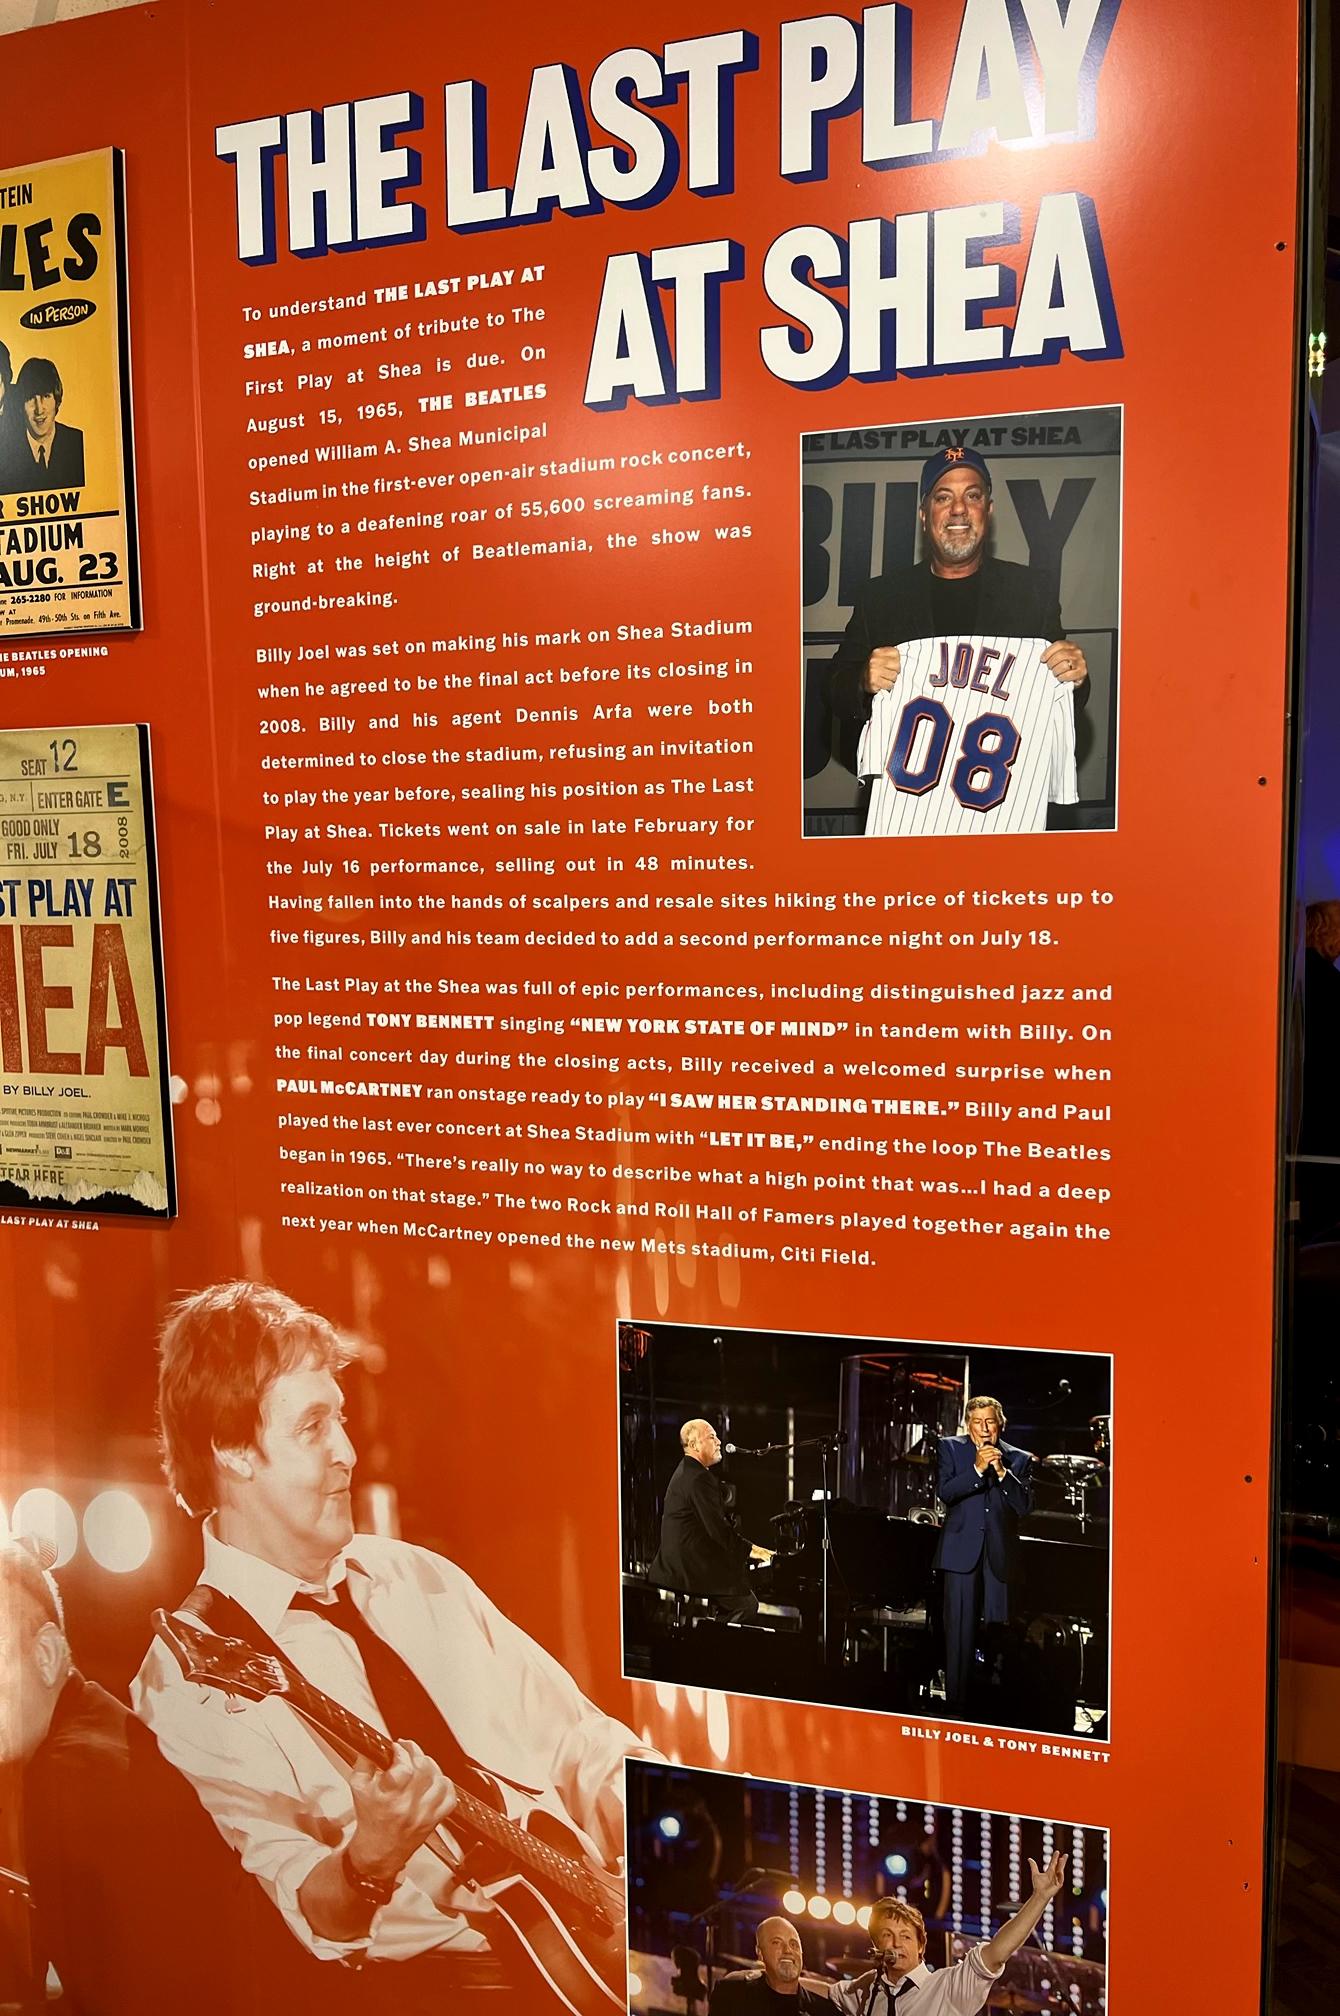 THE LAST PLAY
AT SHEA
To understand THE LAST PLAY AT
SHEA, a moment of tribute to The
First Play at Shea is due. On
August 15, 1965, THE BEATLES
opened William A. Shea Municipal
Stadium in the first-ever open-air stadium rock concert,
playing to a deafening roar of 55,600 screaming fans.
Right at the height of Beatlemania, the show was
ground-breaking.
Billy Joel was set on making his mark on Shea Stadium
when he agreed to be the final act before its closing in
2008. Billy and his agent Dennis Arfa were both
determined to close the stadium, refusing an invitation
to play the year before, sealing his position as The Last
Play at Shea. Tickets went on sale in late February for
the July 16 performance, selling out in 48 minutes.
Having fallen into the hands of scalpers and resale sites hiking the price of tickets up to
five figures, Billy and his team decided to add a second performance night on July 18.
The Last Play at the Shea was full of epic performances, including distinguished jazz and
pop legend TONY BENNETT singing “NEW YORK STATE OF MIND” in tandem with Billy. On
the final concert day during the closing acts, Billy received a welcomed surprise when
PAUL McCARTNEY ran onstage ready to play “I SAW HER STANDING THERE.” Billy and Paul
played the last ever concert at Shea Stadium with “LET IT BE,” ending the loop The Beatles
began in 1965. “There’s really no way to describe what a high point that was...I had a deep
realization on that stage.” The two Rock and Roll Hall of Famers played together again the
next year when McCartney opened the new Mets stadium, Citi Field.
E LAST PLAY AT SHEA
BILLY
NY
JOEL
08
BILLY JOEL & TONY BENNETT
TEIN
LES
IN PERSON
R SHOW
TADIUM
AUG. 23
265-2280 FOR INFORMATION
Promenade, 49th-50th Sts. on Fifth Ave.
HE BEATLES OPENING
UM, 1965
SEAT 12
G, N.Y. ENTER GATE E
GOOD ONLY
FRI. JULY 18 2008
ST PLAY AT
HEA
BY BILLY JOEL.
TEAR HERE
LAST PLAY AT SHEA